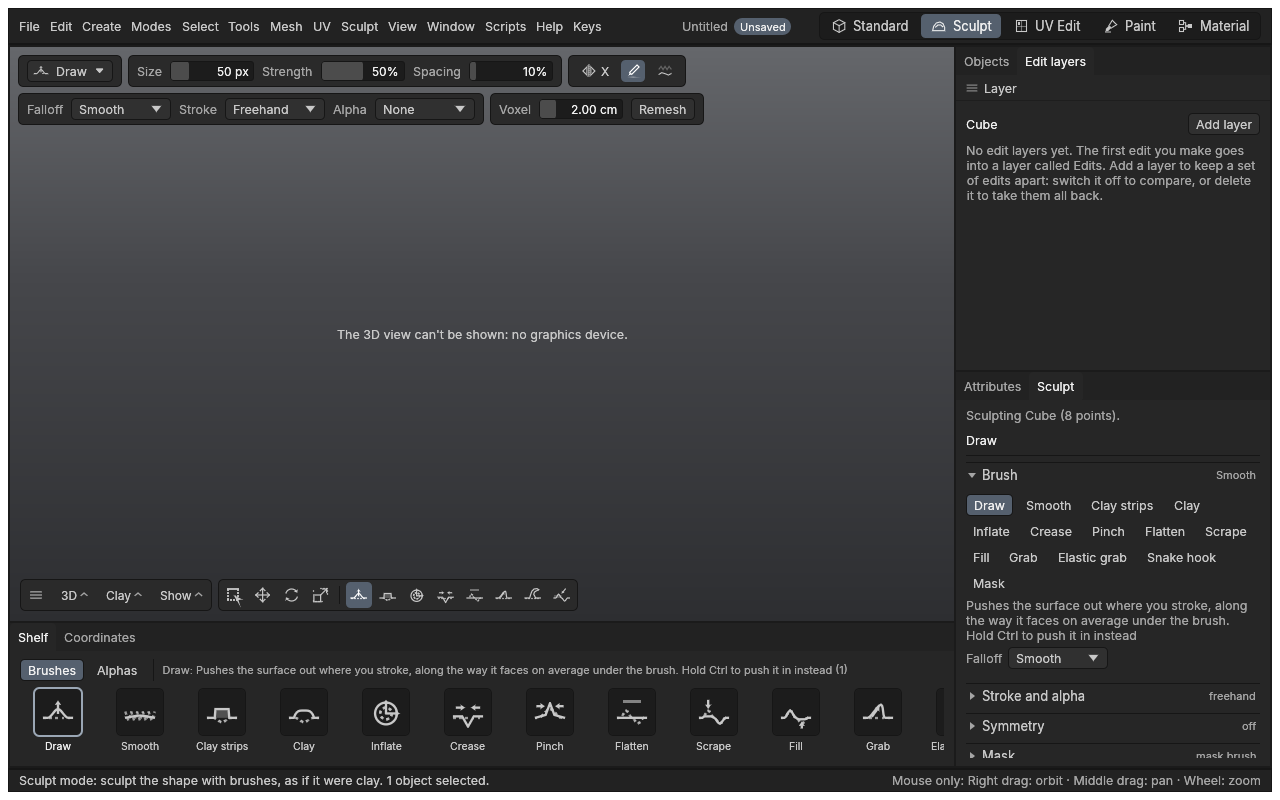 File Edit Create Modes Select Tools Mesh UV Sculpt View Window Scripts Help Keys Untitled Unsaved Standard Sculpt UV Edit Paint Material
Draw Size 50 px Strength 50% Spacing 10% X
Falloff Smooth Stroke Freehand Alpha None Voxel 2.00 cm Remesh
The 3D view can't be shown: no graphics device.
3D Clay Show
Objects Edit layers
Layer
Cube Add layer
No edit layers yet. The first edit you make goes
into a layer called Edits. Add a layer to keep a set
of edits apart: switch it off to compare, or delete
it to take them all back.
Attributes Sculpt
Sculpting Cube (8 points).
Draw
Brush Smooth
Draw Smooth Clay strips Clay
Inflate Crease Pinch Flatten Scrape
Fill Grab Elastic grab Snake hook
Mask
Pushes the surface out where you stroke, along
the way it faces on average under the brush.
Hold Ctrl to push it in instead
Falloff Smooth
Stroke and alpha freehand
Symmetry off
Mask mask brush
Shelf Coordinates
Brushes Alphas Draw: Pushes the surface out where you stroke, along the way it faces on average under the brush. Hold Ctrl to push it in instead (1)
Draw Smooth Clay strips Clay Inflate Crease Pinch Flatten Scrape Fill Grab Ela
Sculpt mode: sculpt the shape with brushes, as if it were clay. 1 object selected. Mouse only: Right drag: orbit · Middle drag: pan · Wheel: zoom